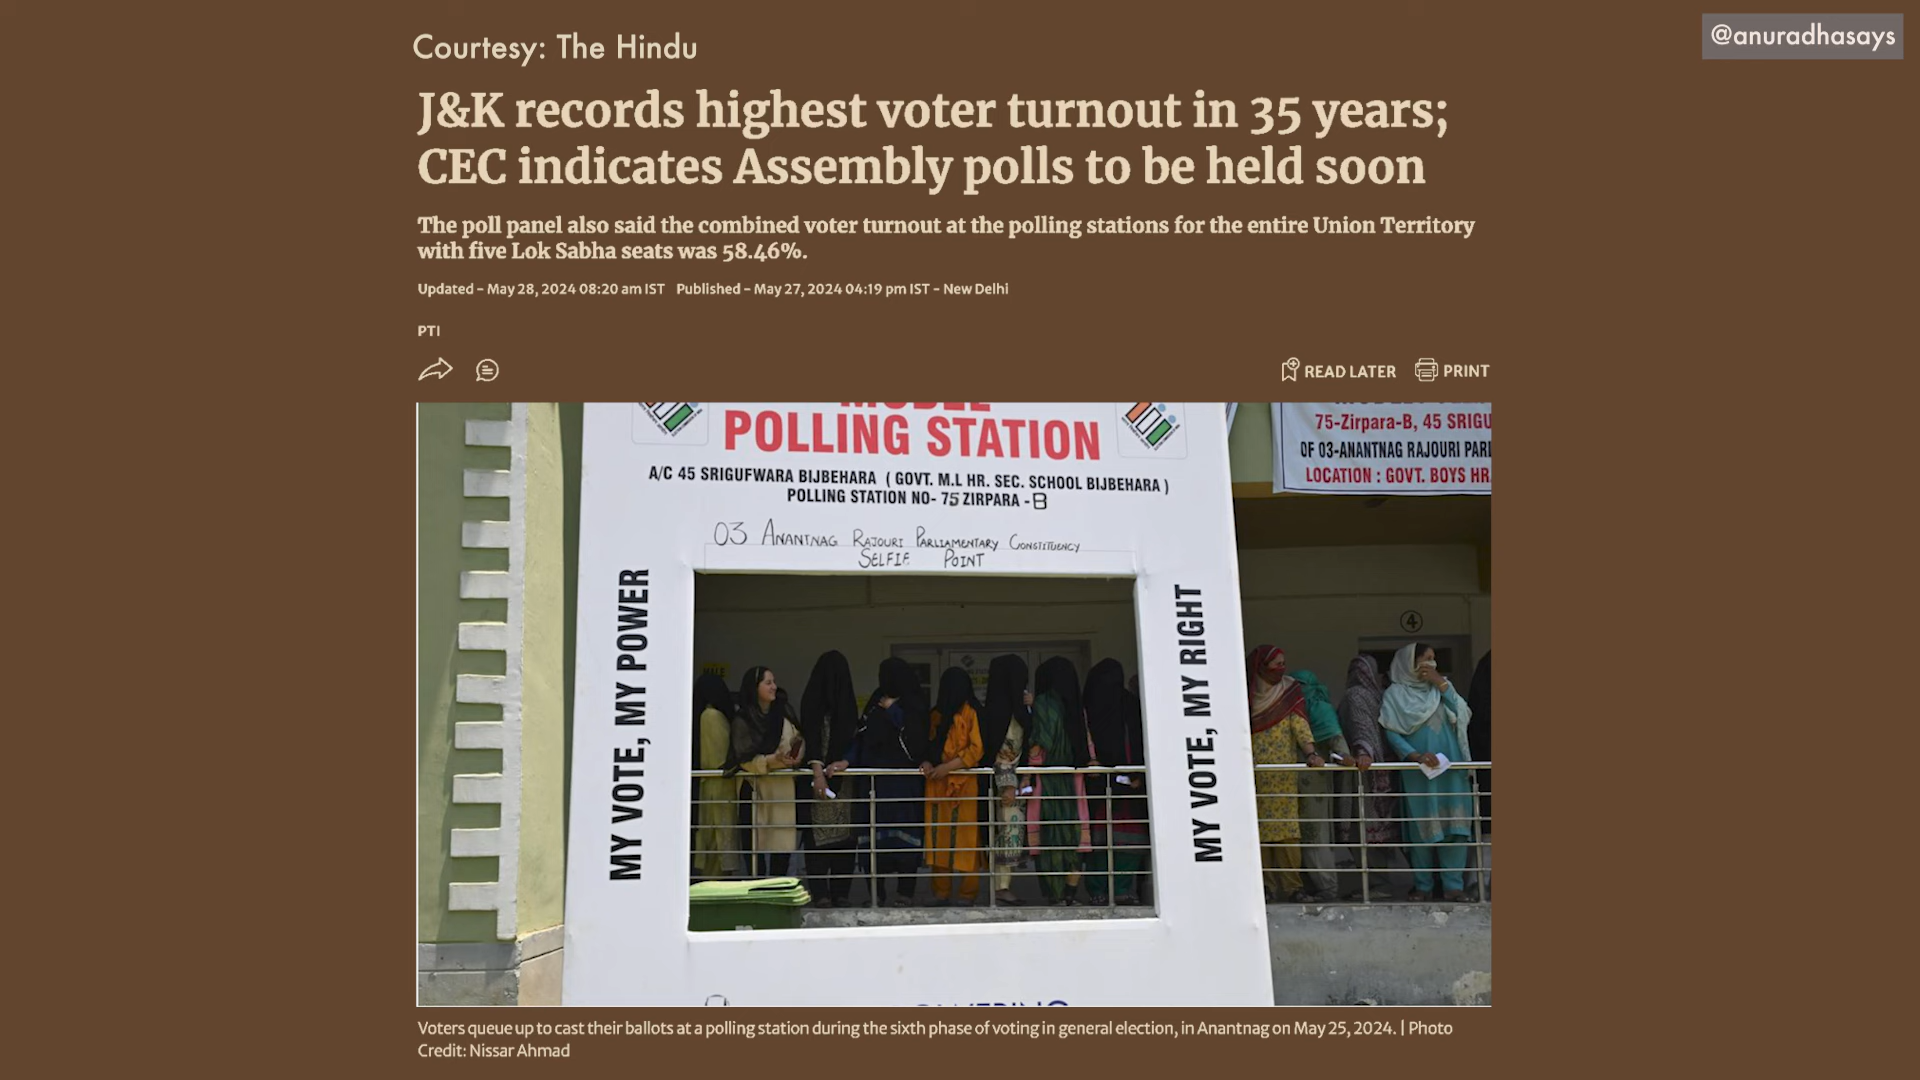 Courtesy: The Hindu
@anuradhasays
J&K records highest voter turnout in 35 years;
CEC indicates Assembly polls to be held soon
The poll panel also said the combined voter turnout at the polling stations for the entire Union Territory
with five Lok Sabha seats was 58.46%.
Updated - May 28, 2024 08:20 am IST Published - May 27, 2024 04:19 pm IST - New Delhi
PTI
READ LATER PRINT
POLLING STATION
A/C 45 SRIGUFWARA BIJBEHARA ( GOVT. M.L HR. SEC. SCHOOL BIJBEHARA )
POLLING STATION NO- 75 ZIRPARA - B
03 ANANTNAG RAJOURI PARLIAMENTARY CONSTITUENCY
SELFIE POINT
MY VOTE, MY POWER
MY VOTE, MY RIGHT
75-Zirpara-B, 45 SRIGU
OF 03-ANANTNAG RAJOURI PARL
LOCATION : GOVT. BOYS HR.
4
Voters queue up to cast their ballots at a polling station during the sixth phase of voting in general election, in Anantnag on May 25, 2024. | Photo
Credit: Nissar Ahmad